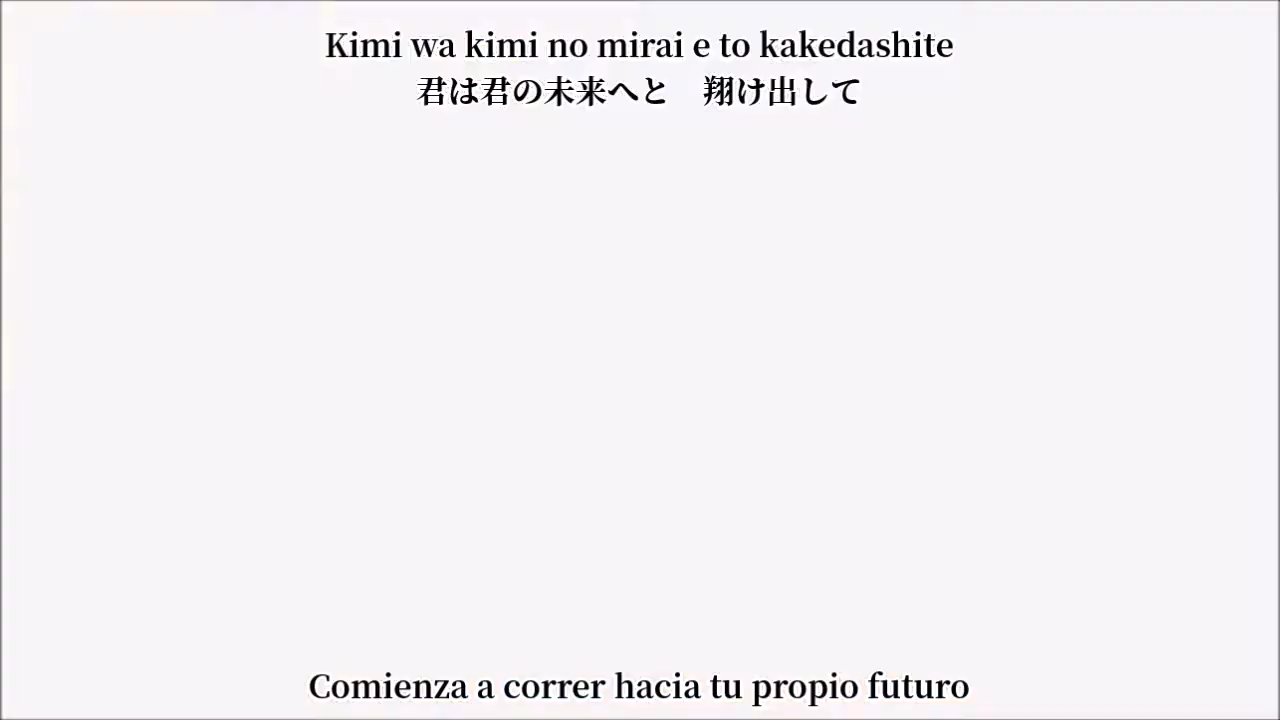 Kimi wa kimi no mirai e to kakedashite
君は君の未来へと　翔け出して
Comienza a correr hacia tu propio futuro